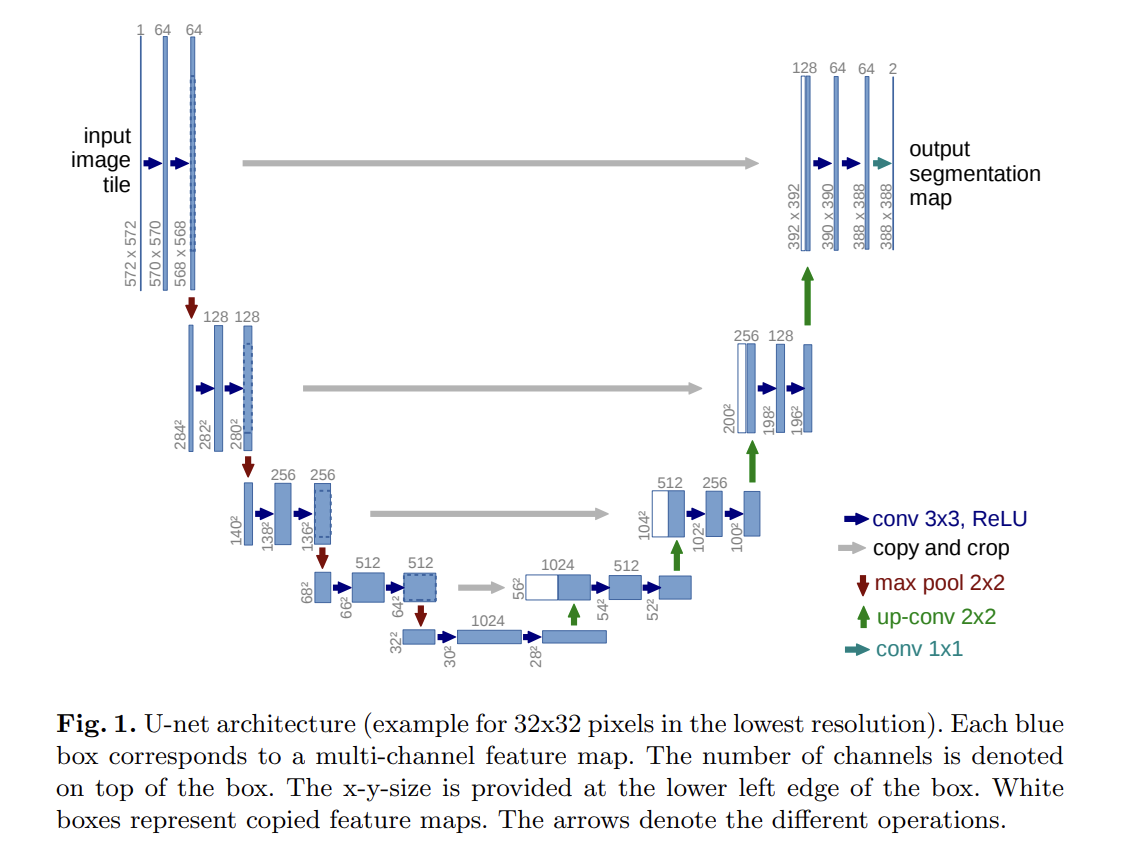 1 64 64
input
image
tile
572 x 572
570 x 570
568 x 568
128 64 64 2
output
segmentation
map
392 x 392
390 x 390
388 x 388
388 x 388
128 128
284²
282²
280²
256 128
200²
198²
196²
256 256
140²
138²
136²
512 256
104²
102²
100²
512 512
68²
66²
64²
1024 512
56²
54²
52²
1024
32²
30²
28²
conv 3x3, ReLU
copy and crop
max pool 2x2
up-conv 2x2
conv 1x1
Fig. 1. U-net architecture (example for 32x32 pixels in the lowest resolution). Each blue
box corresponds to a multi-channel feature map. The number of channels is denoted
on top of the box. The x-y-size is provided at the lower left edge of the box. White
boxes represent copied feature maps. The arrows denote the different operations.